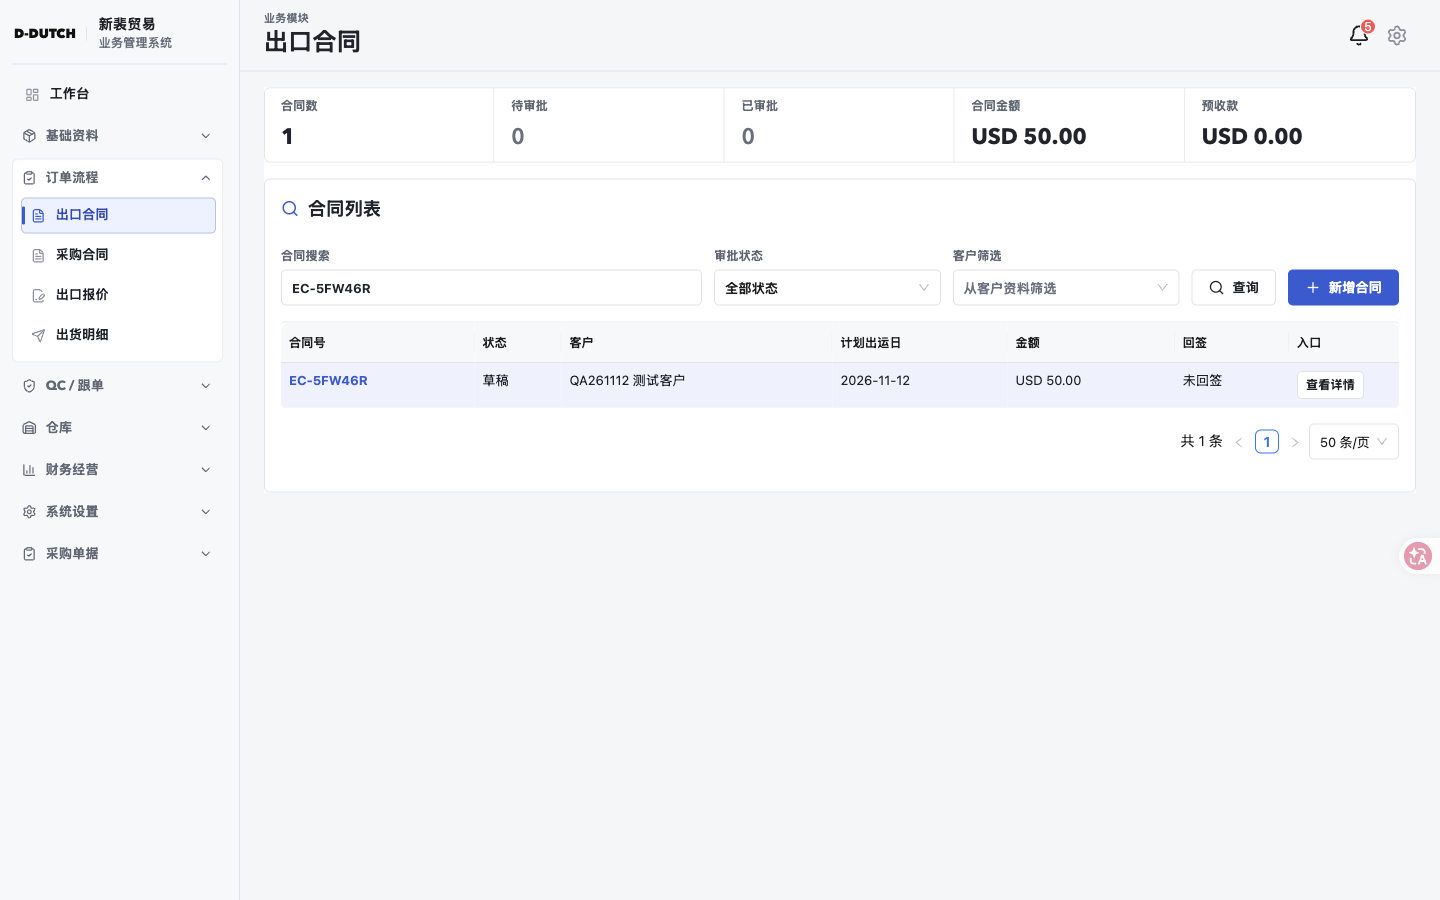 D-DUTCH
新裴贸易
业务管理系统
工作台
基础资料
订单流程
出口合同
采购合同
出口报价
出货明细
QC / 跟单
仓库
财务经营
系统设置
采购单据
业务模块
出口合同
5
合同数
1
待审批
0
已审批
0
合同金额
USD 50.00
预收款
USD 0.00
合同列表
合同搜索
审批状态
客户筛选
EC-5FW46R
全部状态
从客户资料筛选
查询
新增合同
合同号 状态 客户 计划出运日 金额 回签 入口
EC-5FW46R 草稿 QA261112 测试客户 2026-11-12 USD 50.00 未回签 查看详情
共 1 条 1 50 条/页